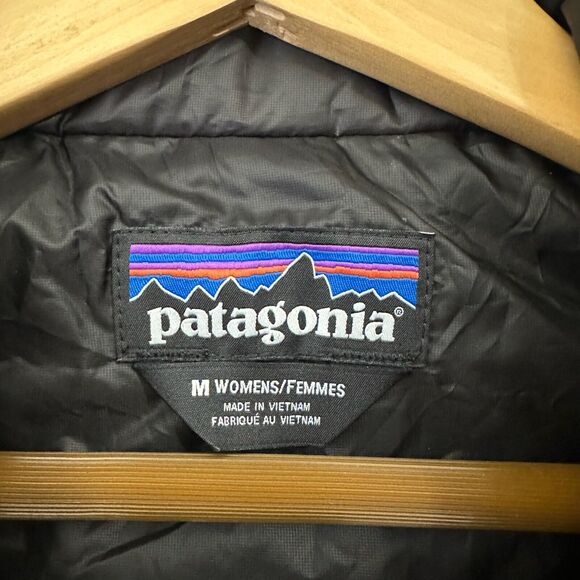 patagonia®
M WOMENS/FEMMES
MADE IN VIETNAM
FABRIQUÉ AU VIETNAM